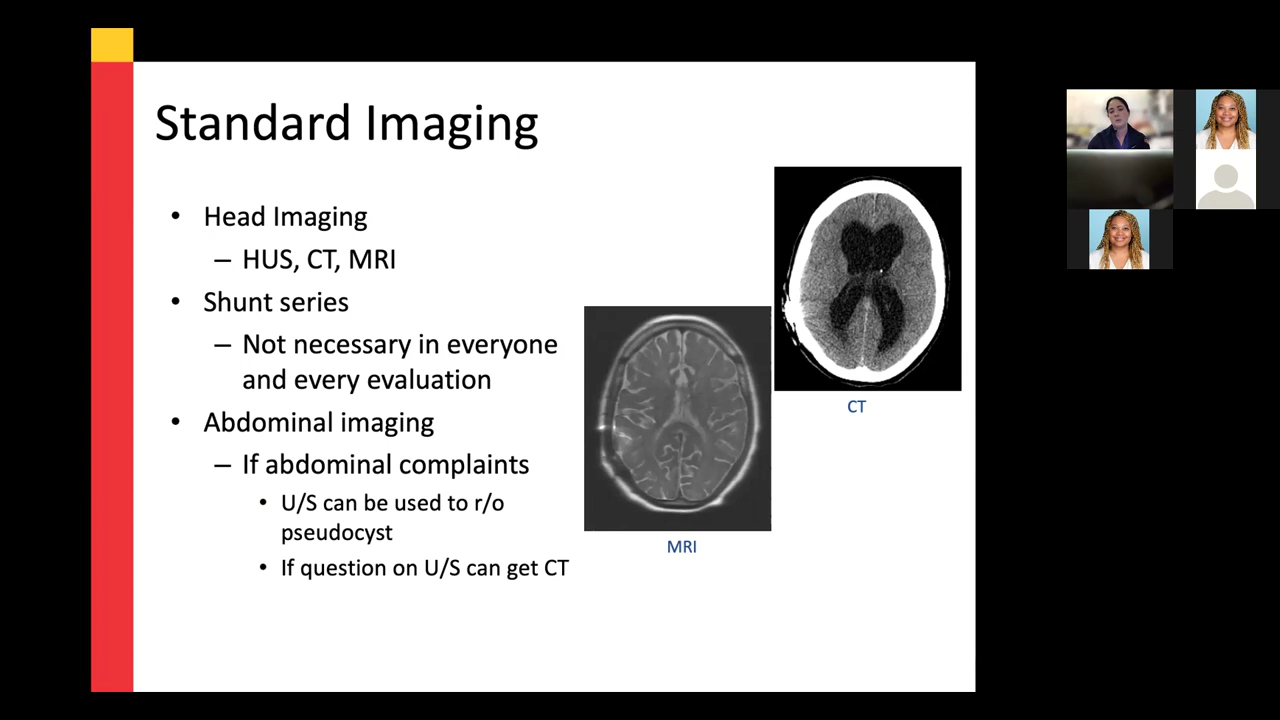 Standard Imaging
• Head Imaging
– HUS, CT, MRI
• Shunt series
– Not necessary in everyone
and every evaluation
• Abdominal imaging
– If abdominal complaints
• U/S can be used to r/o
pseudocyst
• If question on U/S can get CT
MRI
CT